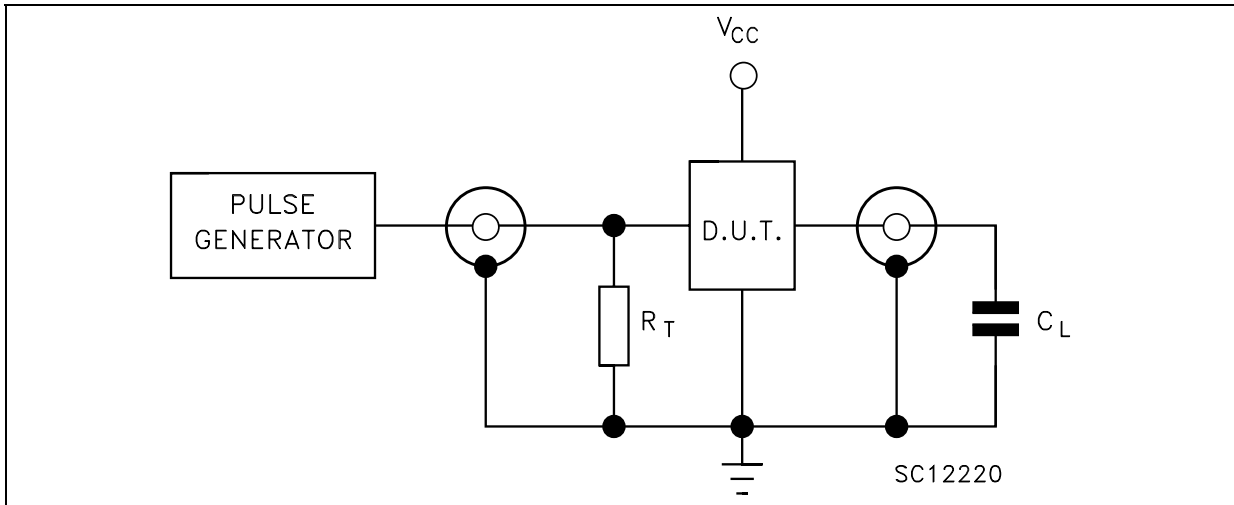 VCC
PULSE
GENERATOR
D.U.T.
RT
CL
SC12220